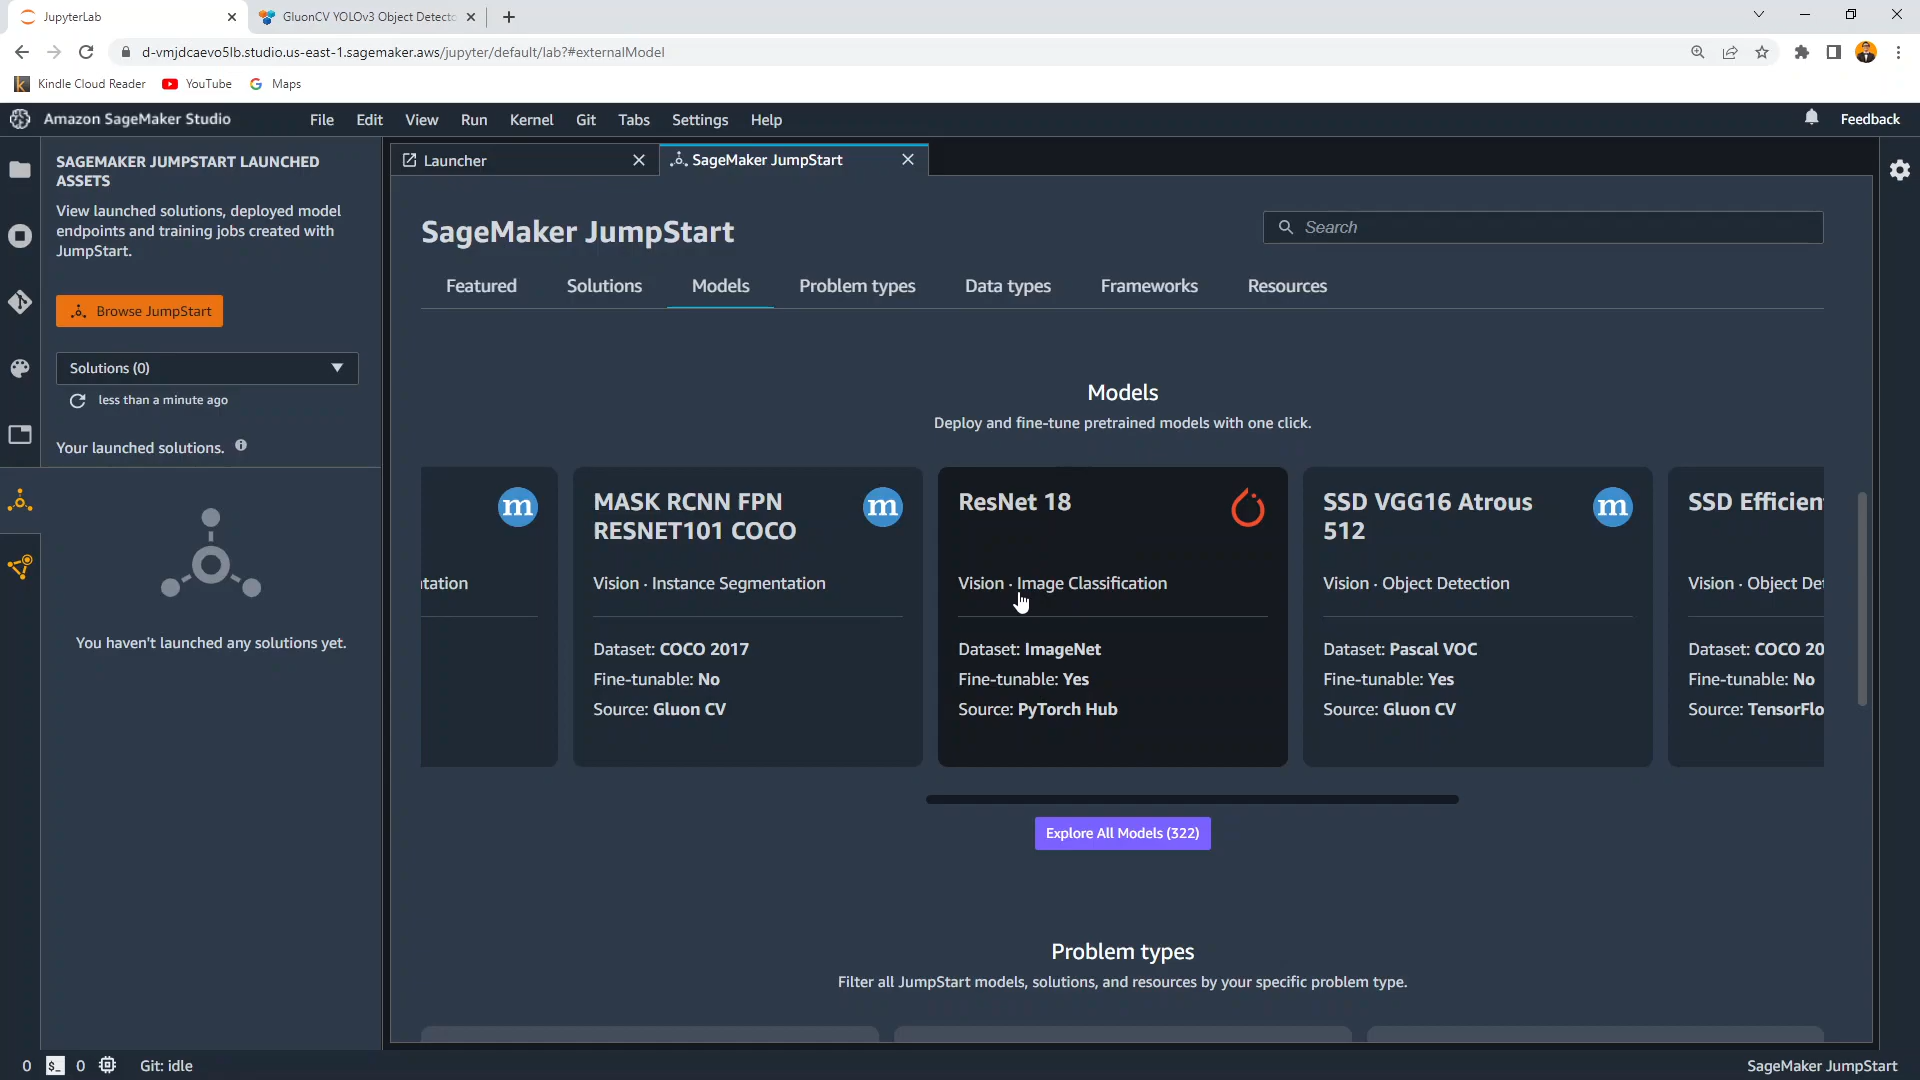 JupyterLab
GluonCV YOLOv3 Object Detecto
d-vmjdcaevo5lb.studio.us-east-1.sagemaker.aws/jupyter/default/lab?#externalModel
Kindle Cloud Reader
YouTube
Maps
Amazon SageMaker Studio
File
Edit
View
Run
Kernel
Git
Tabs
Settings
Help
Feedback
SAGEMAKER JUMPSTART LAUNCHED
ASSETS
View launched solutions, deployed model
endpoints and training jobs created with
JumpStart.
Browse JumpStart
Solutions (0)
less than a minute ago
Your launched solutions.
You haven't launched any solutions yet.
Launcher
SageMaker JumpStart
SageMaker JumpStart
Search
Featured
Solutions
Models
Problem types
Data types
Frameworks
Resources
Models
Deploy and fine-tune pretrained models with one click.
m
tation
MASK RCNN FPN
RESNET101 COCO
m
Vision · Instance Segmentation
Dataset: COCO 2017
Fine-tunable: No
Source: Gluon CV
ResNet 18
Vision · Image Classification
Dataset: ImageNet
Fine-tunable: Yes
Source: PyTorch Hub
SSD VGG16 Atrous
512
m
Vision · Object Detection
Dataset: Pascal VOC
Fine-tunable: Yes
Source: Gluon CV
SSD Efficien
Vision · Object Det
Dataset: COCO 20
Fine-tunable: No
Source: TensorFlo
Explore All Models (322)
Problem types
Filter all JumpStart models, solutions, and resources by your specific problem type.
0
$_
0
Git: idle
SageMaker JumpStart